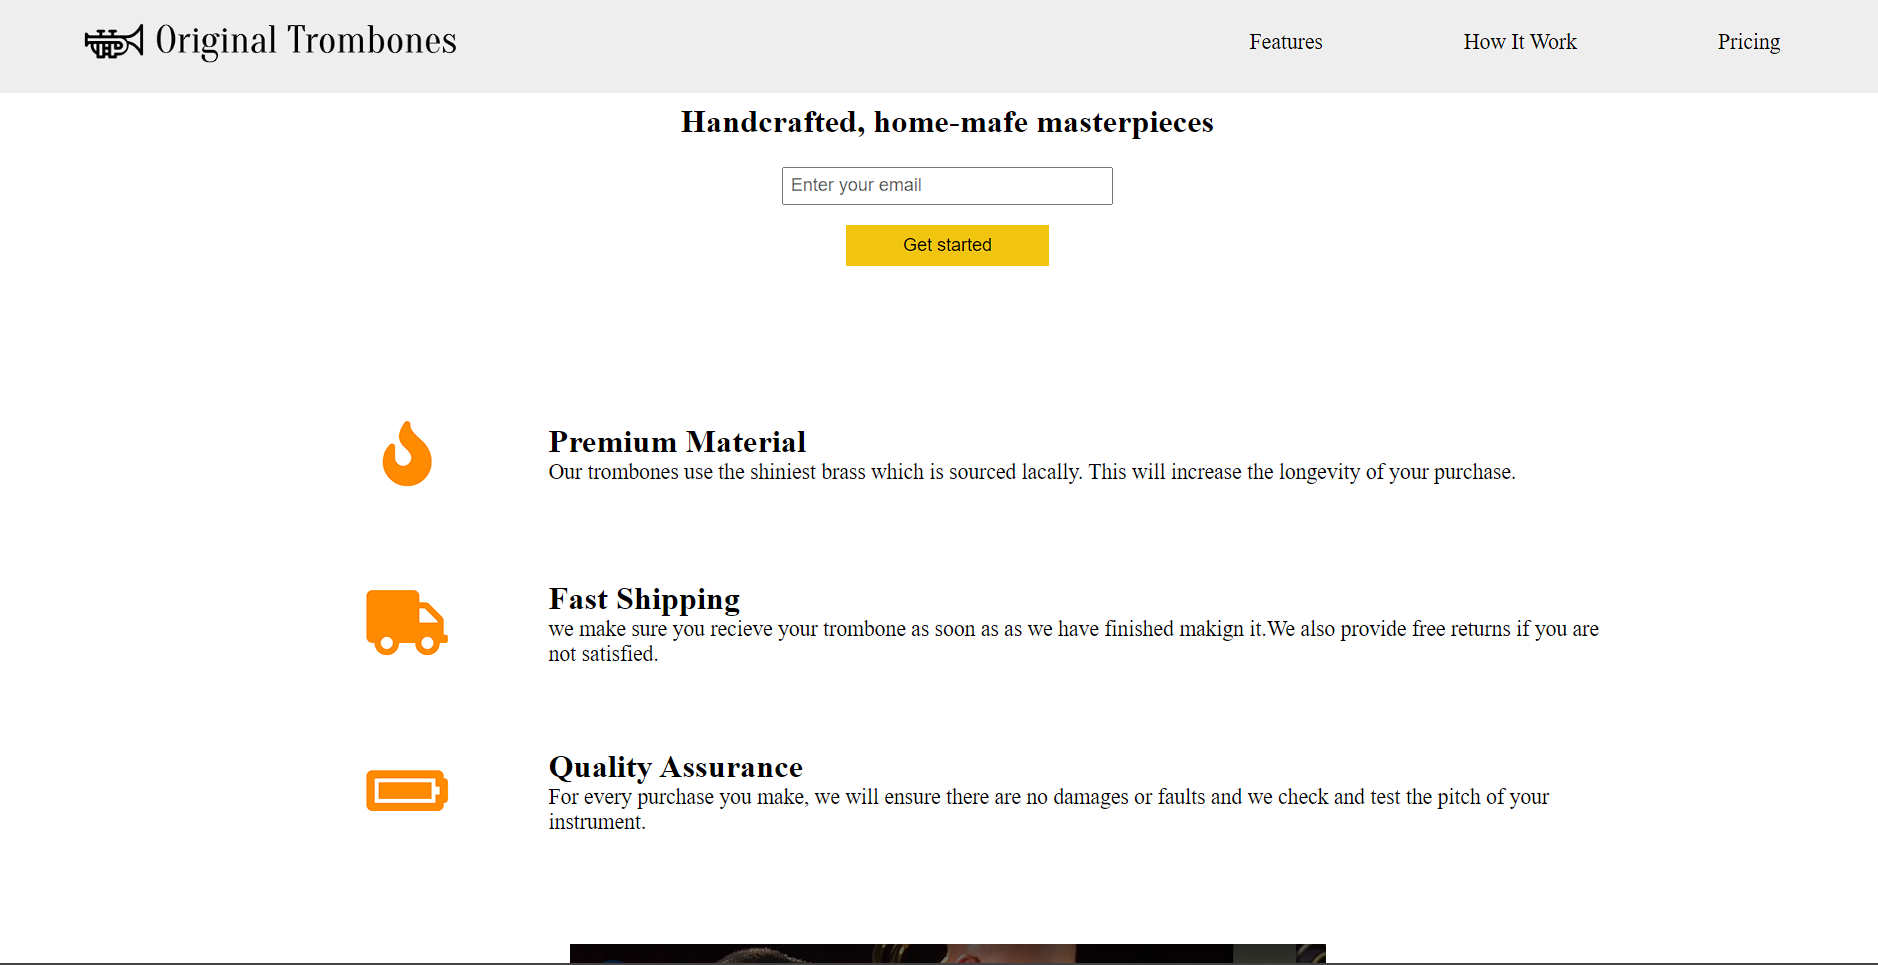 Original Trombones
Features
How It Work
Pricing
Handcrafted, home-mafe masterpieces
Enter your email
Get started
Premium Material
Our trombones use the shiniest brass which is sourced lacally. This will increase the longevity of your purchase.
Fast Shipping
we make sure you recieve your trombone as soon as as we have finished makign it.We also provide free returns if you are
not satisfied.
Quality Assurance
For every purchase you make, we will ensure there are no damages or faults and we check and test the pitch of your
instrument.